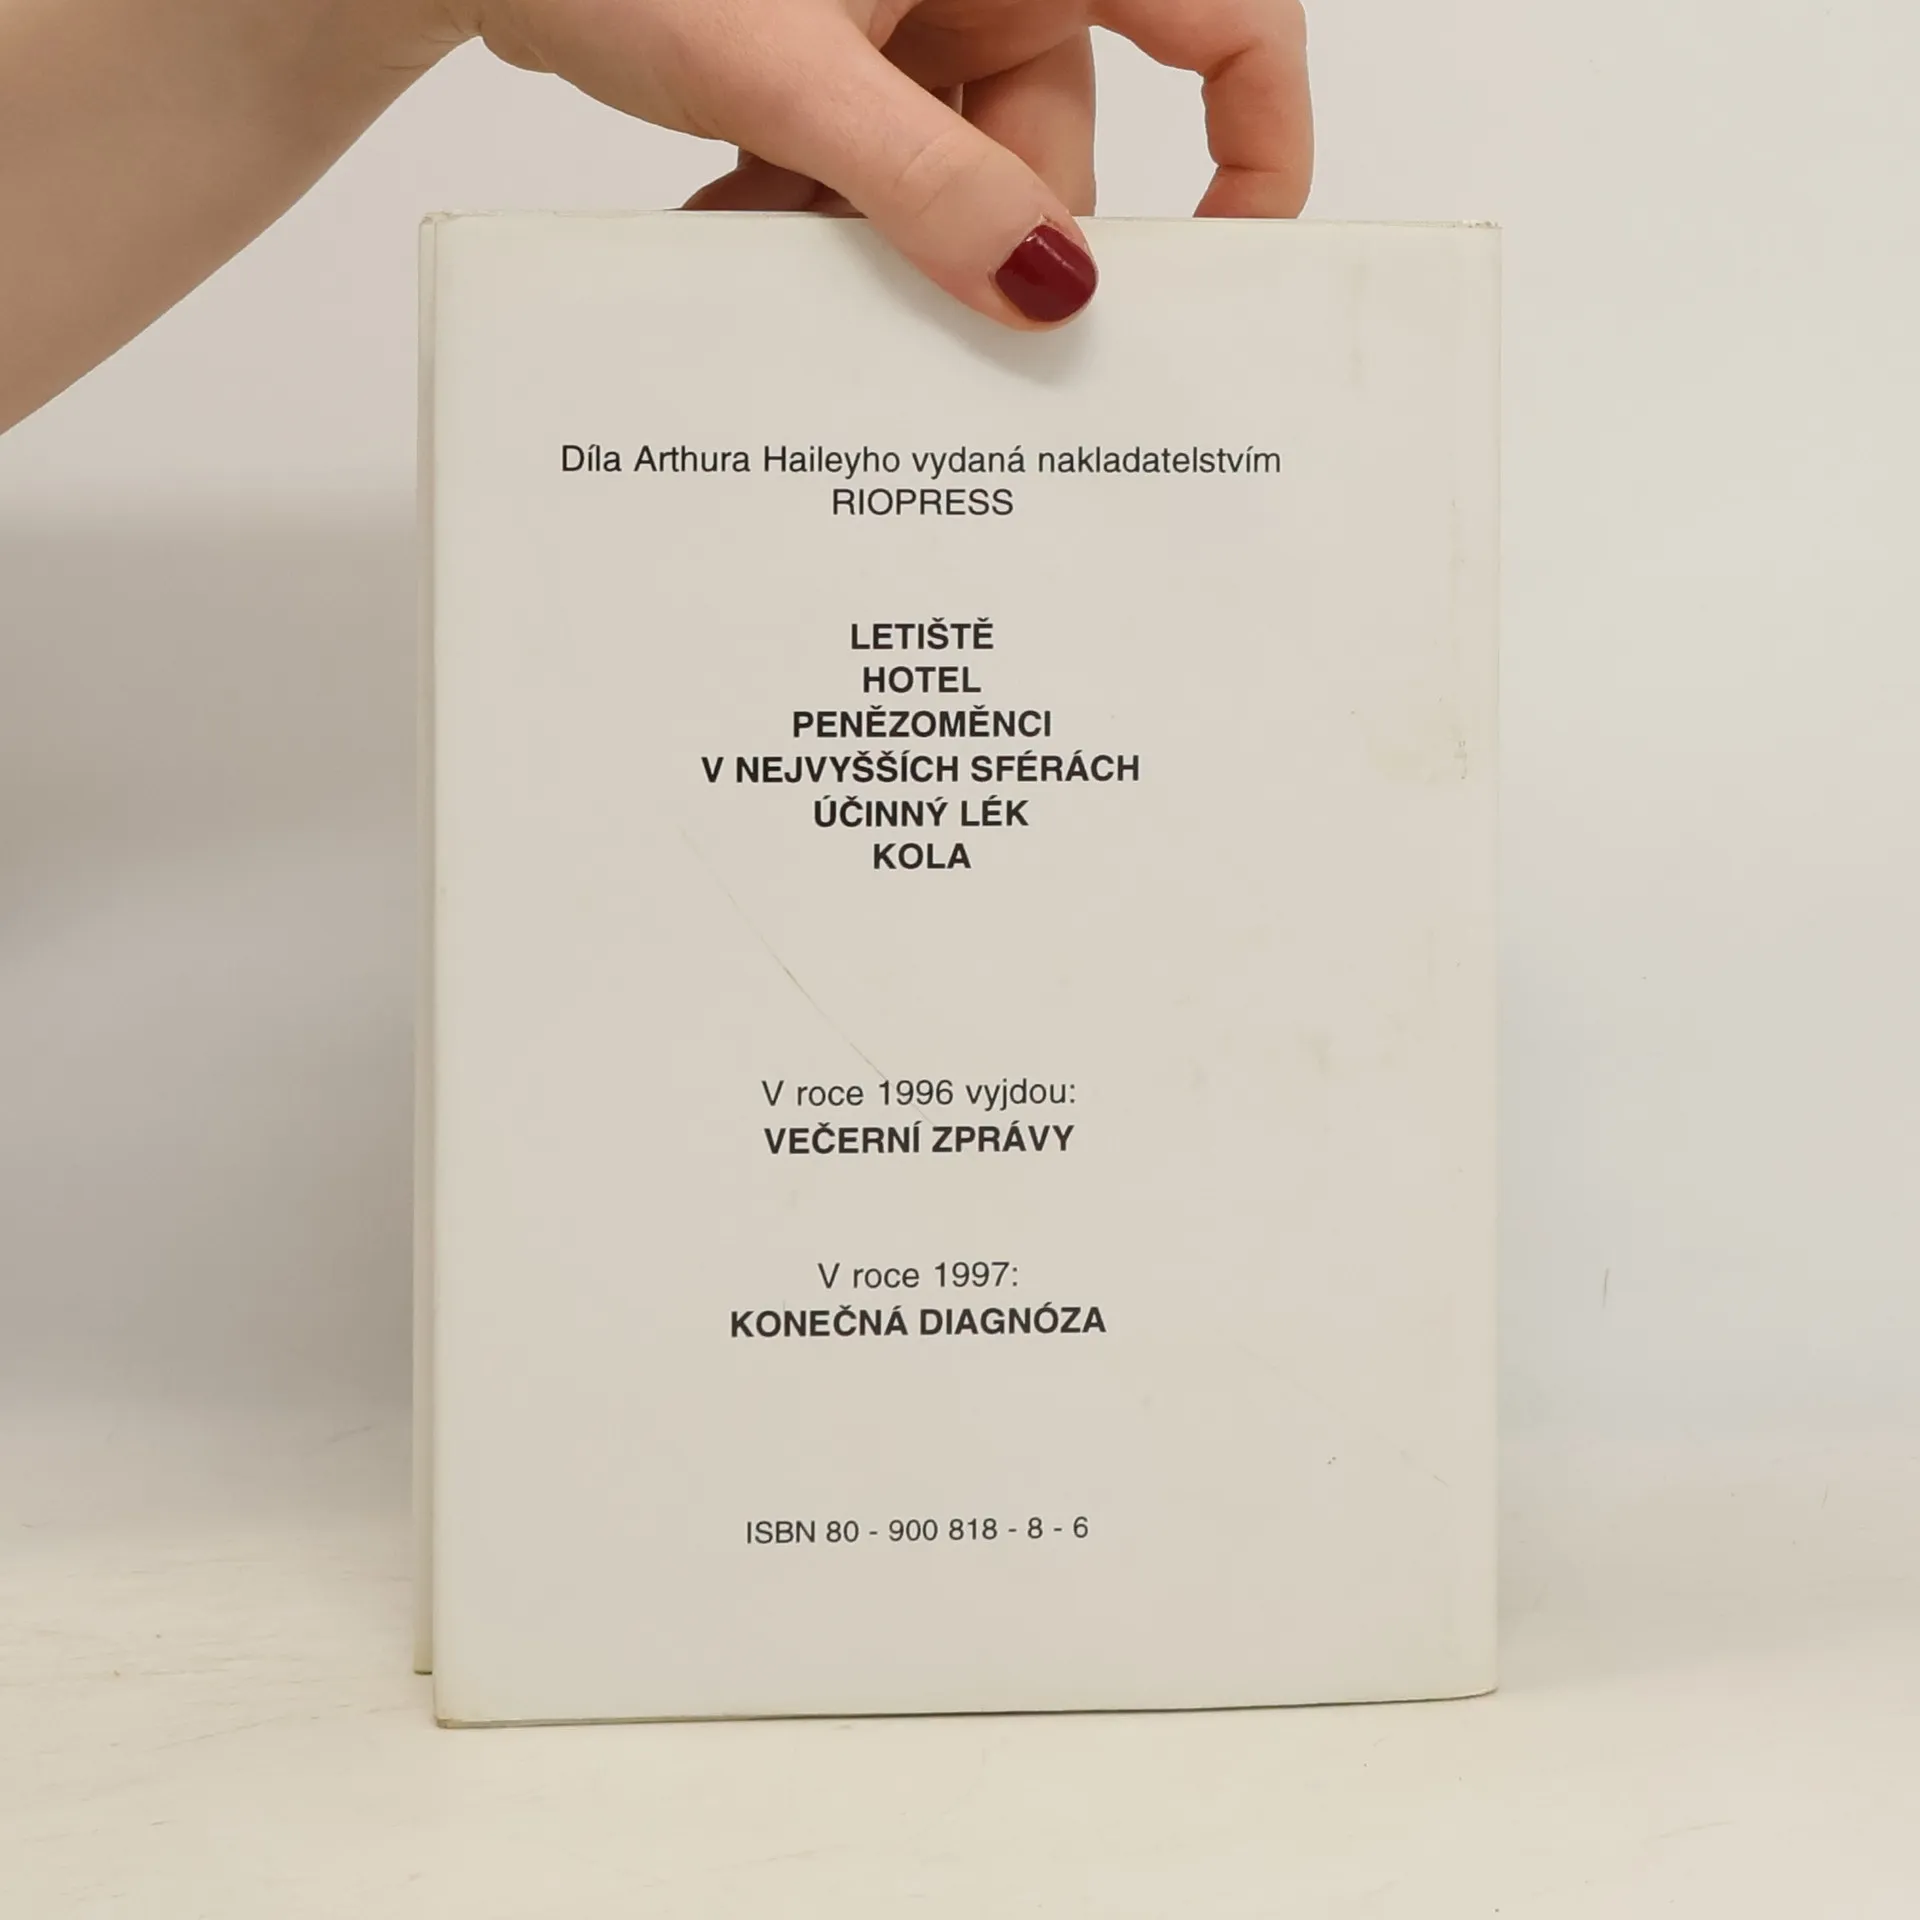 Díla Arthura Haileyho vydaná nakladatelstvím
RIOPRESS
LETIŠTĚ
HOTEL
PENĚZOMĚNCI
V NEJVYŠŠÍCH SFÉRÁCH
ÚČINNÝ LÉK
KOLA
V roce 1996 vyjdou:
VEČERNÍ ZPRÁVY
V roce 1997:
KONEČNÁ DIAGNÓZA
ISBN 80 - 900 818 - 8 - 6